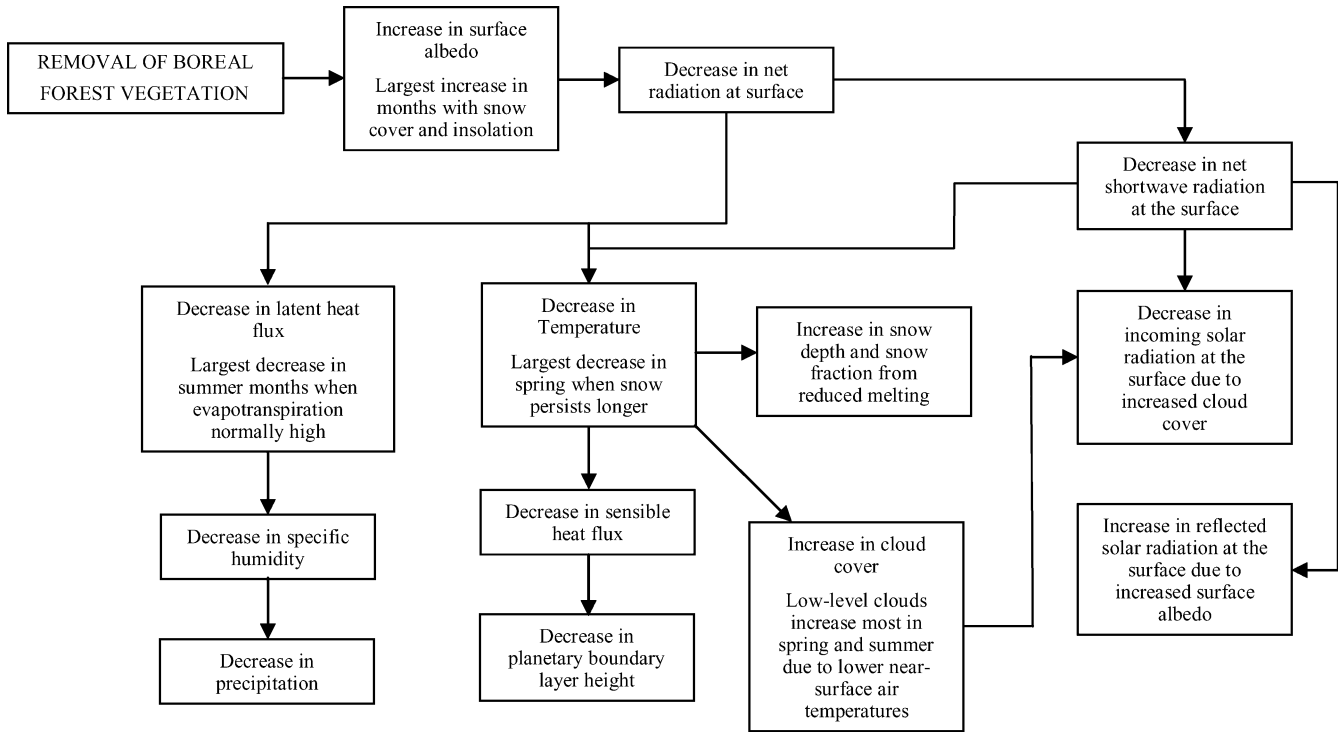 REMOVAL OF BOREAL
FOREST VEGETATION
Increase in surface
albedo
Largest increase in
months with snow
cover and insolation
Decrease in net
radiation at surface
Decrease in net
shortwave radiation
at the surface
Decrease in latent heat
flux
Largest decrease in
summer months when
evapotranspiration
normally high
Decrease in
Temperature
Largest decrease in
spring when snow
persists longer
Increase in snow
depth and snow
fraction from
reduced melting
Decrease in
incoming solar
radiation at the
surface due to
increased cloud
cover
Decrease in specific
humidity
Decrease in sensible
heat flux
Increase in cloud
cover
Low-level clouds
increase most in
spring and summer
due to lower near-
surface air
temperatures
Increase in reflected
solar radiation at the
surface due to
increased surface
albedo
Decrease in
precipitation
Decrease in
planetary boundary
layer height